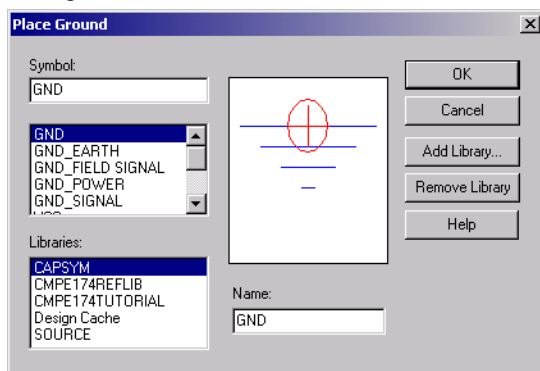 Place Ground
Symbol:
GND
GND
GND_EARTH
GND_FIELD SIGNAL
GND_POWER
GND_SIGNAL
Libraries:
CAPSYM
CMPE174REFLIB
CMPE174TUTORIAL
Design Cache
SOURCE
Name:
GND
OK
Cancel
Add Library...
Remove Library
Help